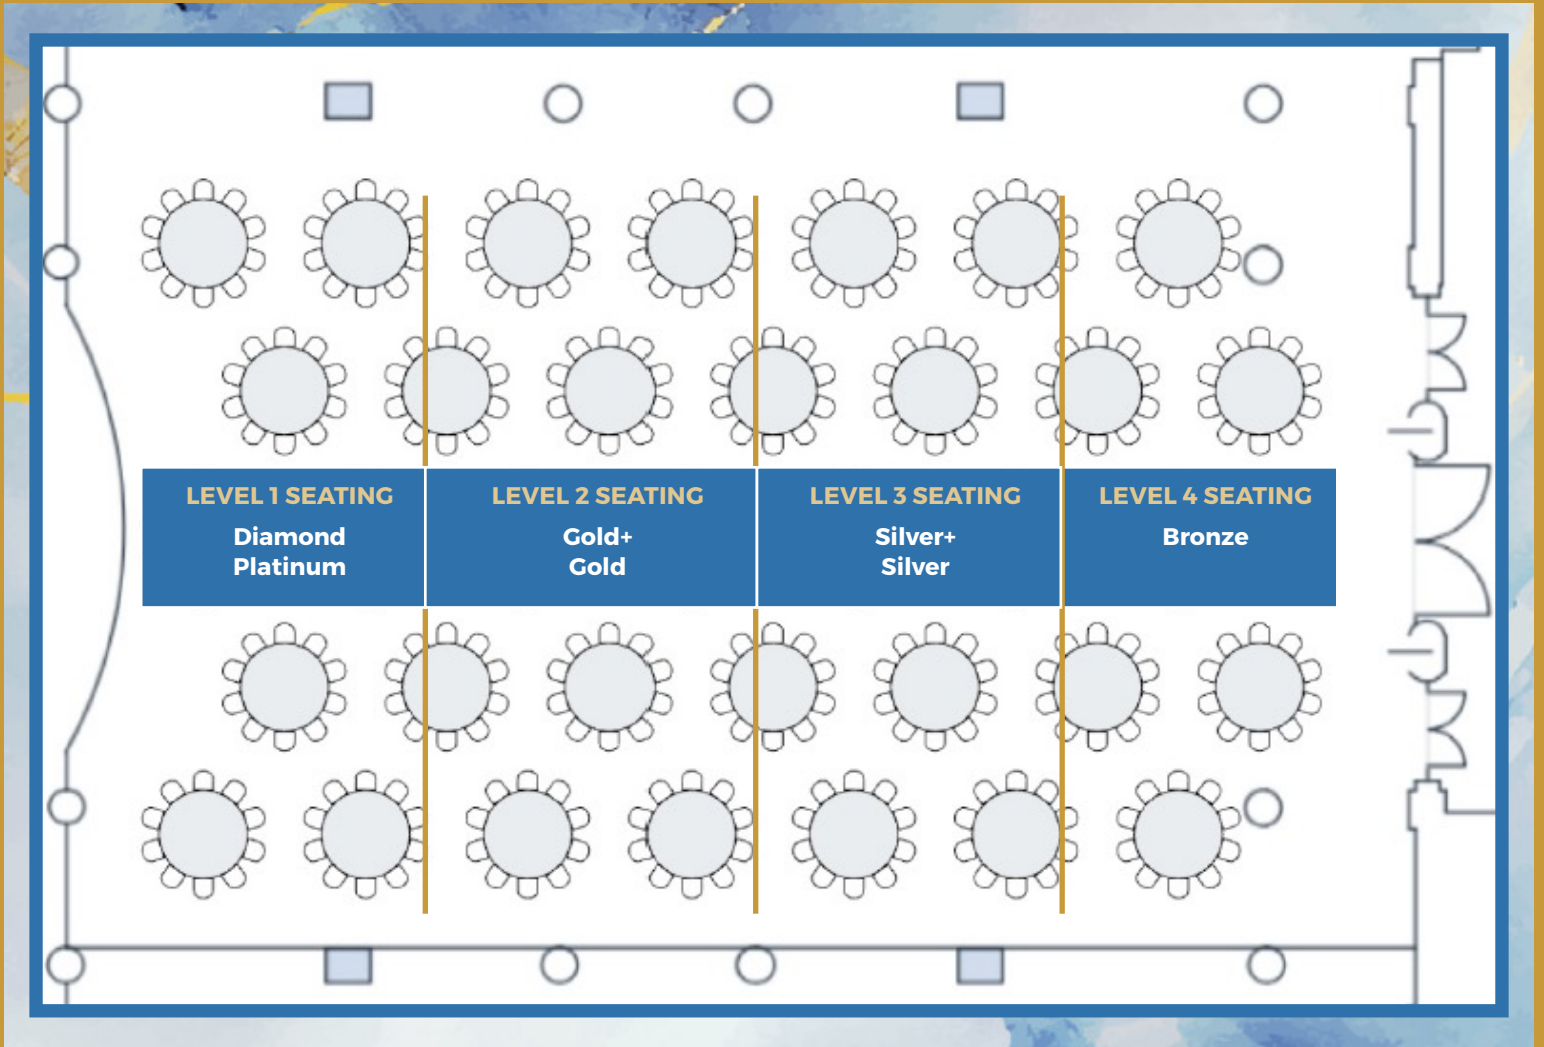 LEVEL 1 SEATING
Diamond
Platinum
LEVEL 2 SEATING
Gold+
Gold
LEVEL 3 SEATING
Silver+
Silver
LEVEL 4 SEATING
Bronze